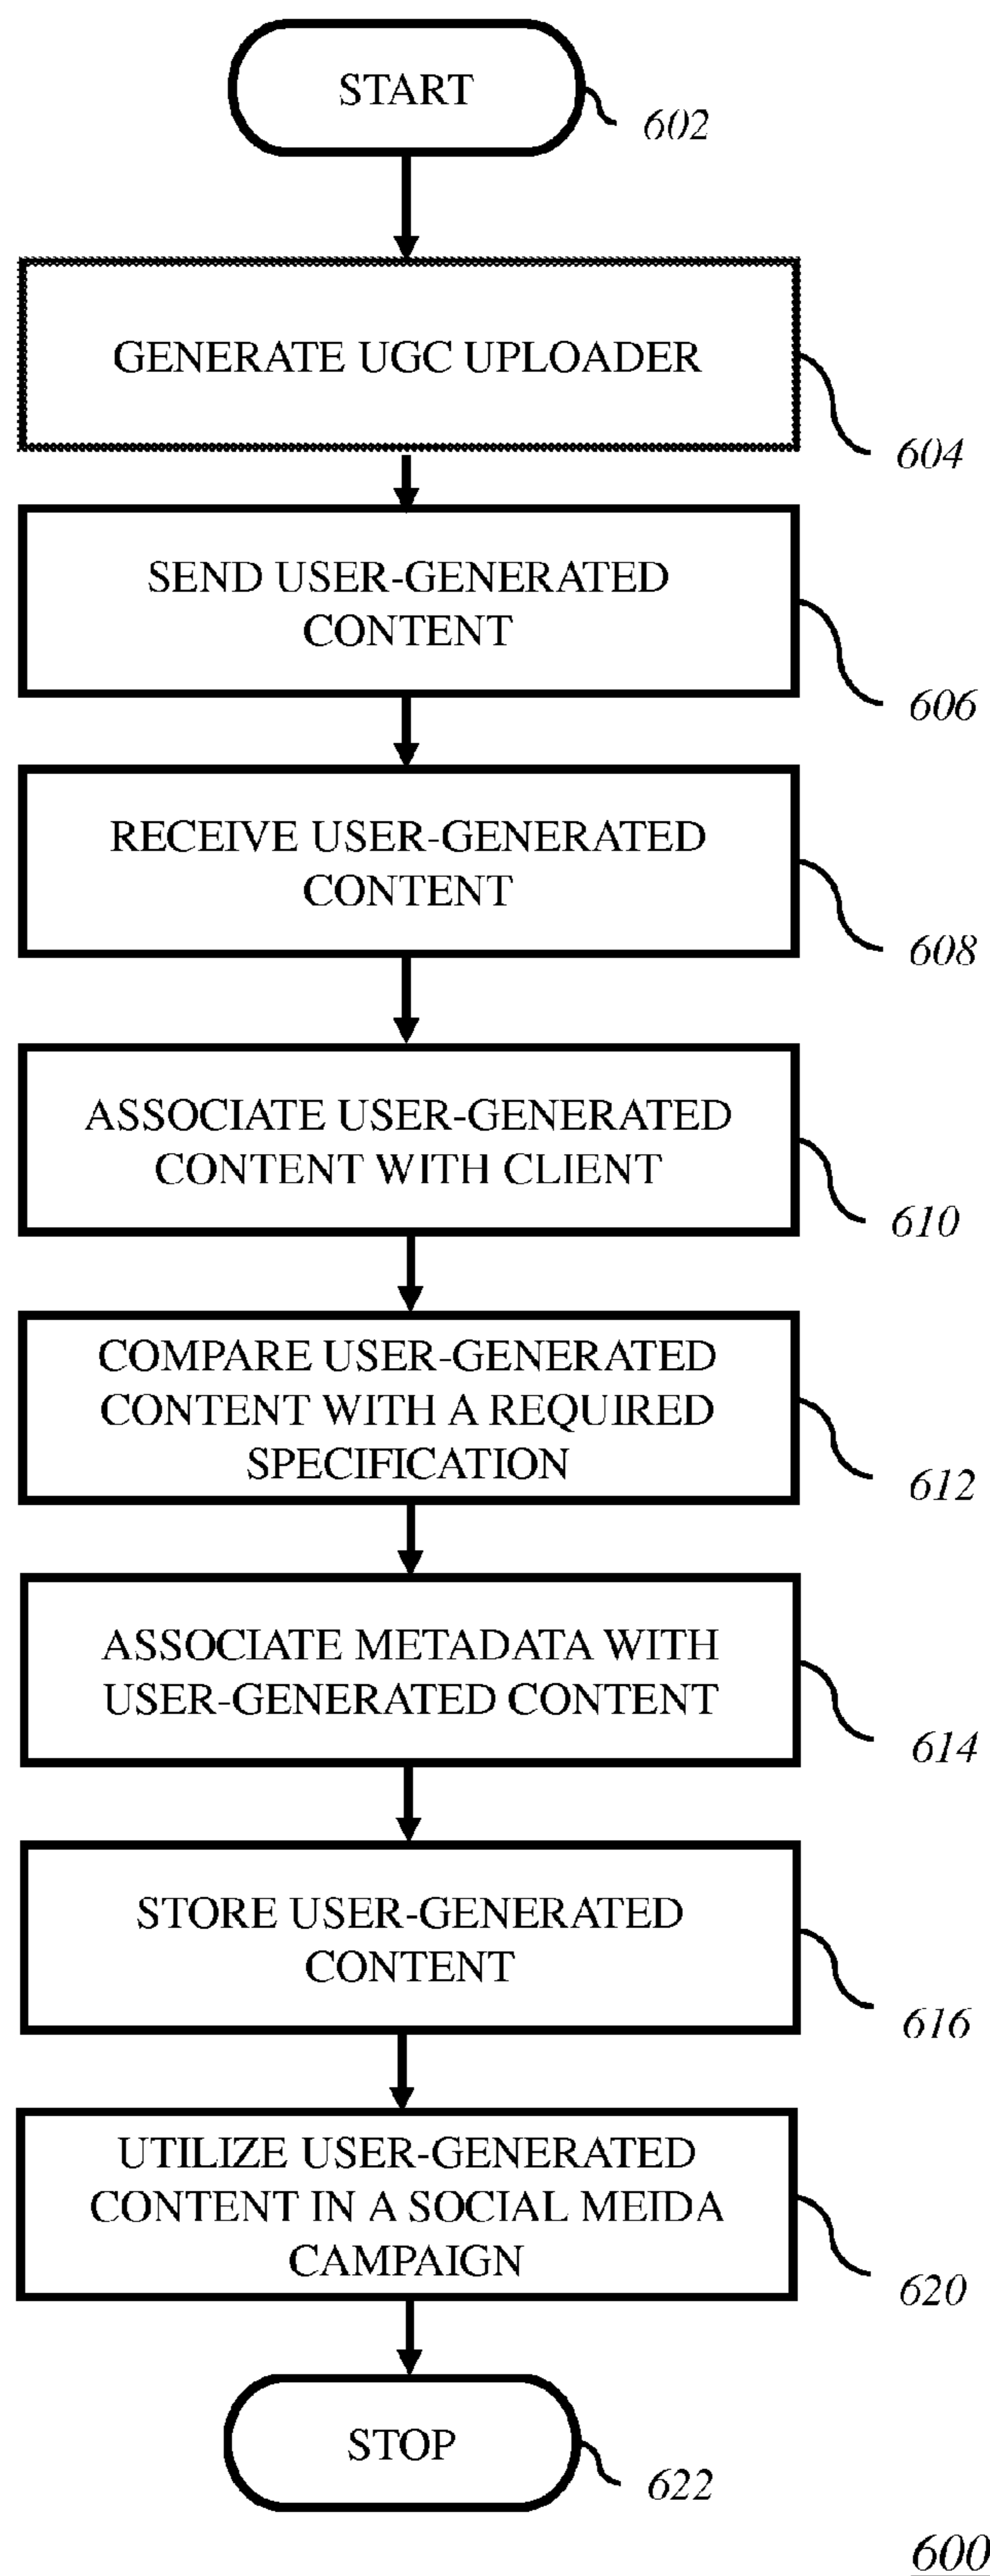 START
602
GENERATE UGC UPLOADER
604
SEND USER-GENERATED
CONTENT
606
RECEIVE USER-GENERATED
CONTENT
608
ASSOCIATE USER-GENERATED
CONTENT WITH CLIENT
610
COMPARE USER-GENERATED
CONTENT WITH A REQUIRED
SPECIFICATION
612
ASSOCIATE METADATA WITH
USER-GENERATED CONTENT
614
STORE USER-GENERATED
CONTENT
616
UTILIZE USER-GENERATED
CONTENT IN A SOCIAL MEIDA
CAMPAIGN
620
STOP
622
600